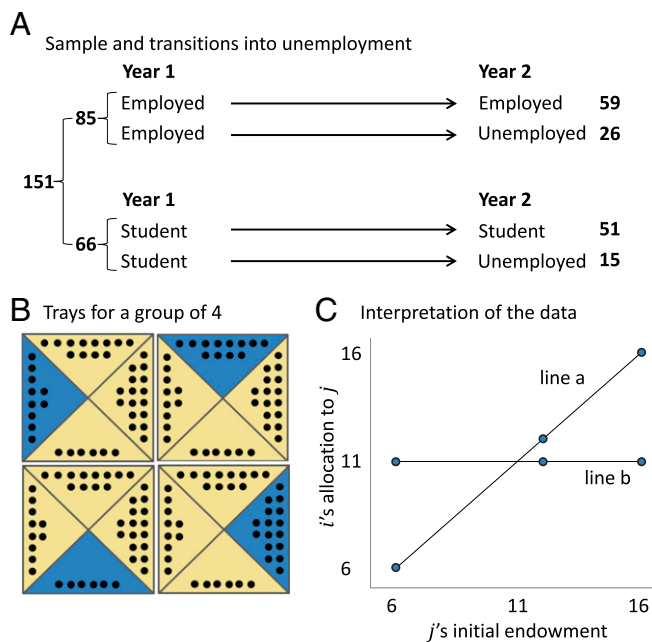 A
Sample and transitions into unemployment
Year 1 Year 2
Employed Employed 59
85
Employed Unemployed 26
151
Year 1 Year 2
Student Student 51
66
Student Unemployed 15
B Trays for a group of 4
C Interpretation of the data
16
line a
11
line b
6
i's allocation to j
6 11 16
j's initial endowment